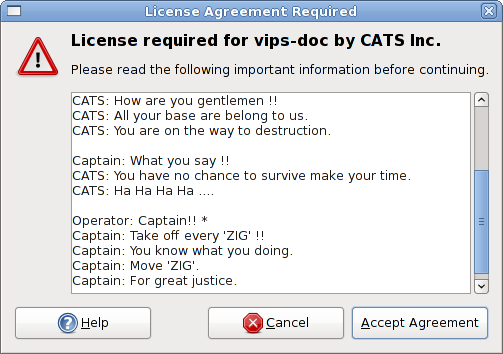 License Agreement Required
License required for vips-doc by CATS Inc.
Please read the following important information before continuing.
CATS: How are you gentlemen !!
CATS: All your base are belong to us.
CATS: You are on the way to destruction.
Captain: What you say !!
CATS: You have no chance to survive make your time.
CATS: Ha Ha Ha Ha ....
Operator: Captain!! *
Captain: Take off every 'ZIG' !!
Captain: You know what you doing.
Captain: Move 'ZIG'.
Captain: For great justice.
Help
Cancel
Accept Agreement